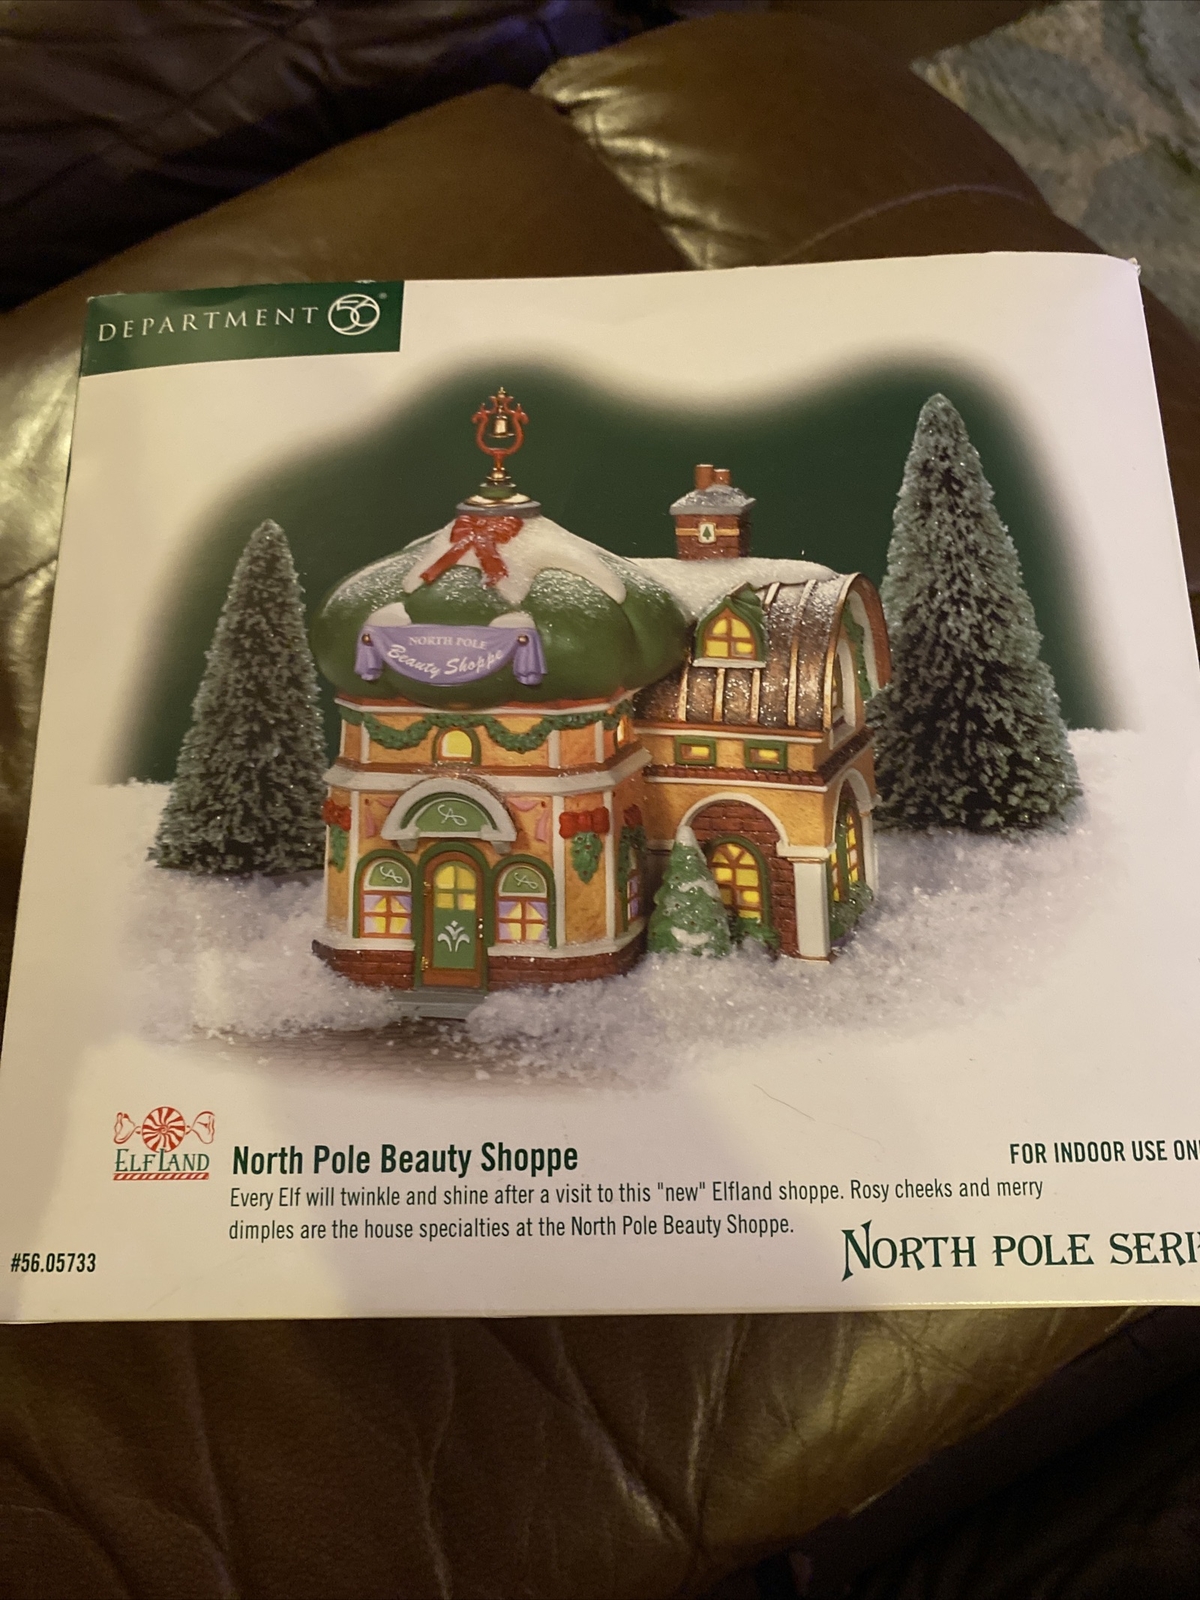 DEPARTMENT 56®
NORTH POLE
Beauty Shoppe
ELFLAND
North Pole Beauty Shoppe
FOR INDOOR USE
Every Elf will twinkle and shine after a visit to this "new" Elfland shoppe. Rosy cheeks and merry
dimples are the house specialties at the North Pole Beauty Shoppe.
#56.05733
NORTH POLE